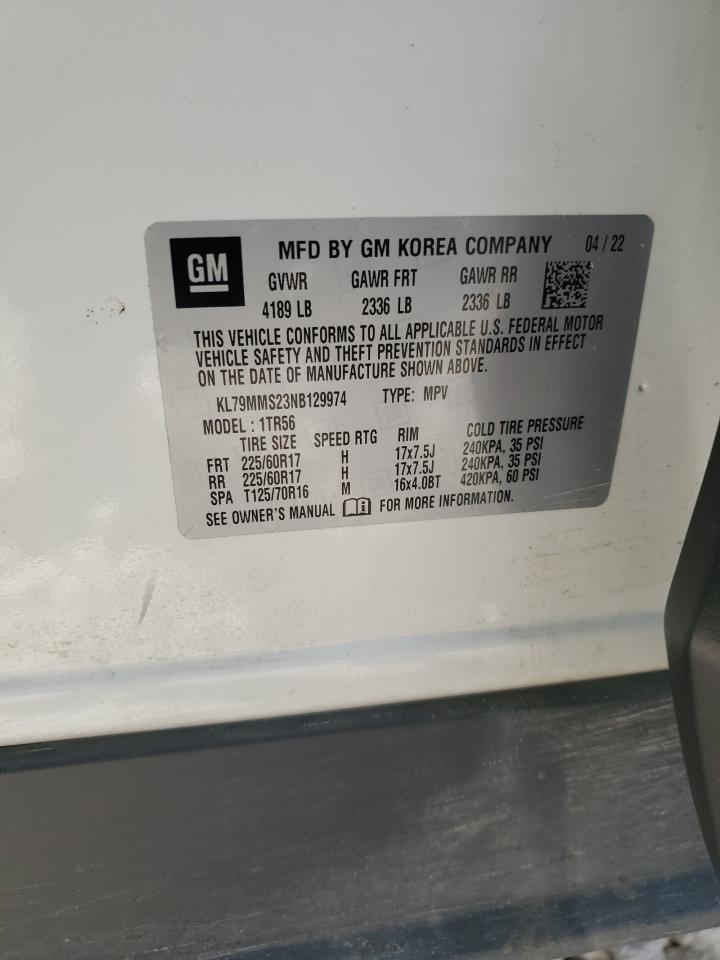 GM MFD BY GM KOREA COMPANY 04 / 22
GVWR GAWR FRT GAWR RR
4189 LB 2336 LB 2336 LB
THIS VEHICLE CONFORMS TO ALL APPLICABLE U.S. FEDERAL MOTOR
VEHICLE SAFETY AND THEFT PREVENTION STANDARDS IN EFFECT
ON THE DATE OF MANUFACTURE SHOWN ABOVE.
KL79MMS23NB129974 TYPE: MPV
MODEL : 1TR56
TIRE SIZE SPEED RTG RIM COLD TIRE PRESSURE
FRT 225/60R17 H 17x7.5J 240KPA, 35 PSI
RR 225/60R17 H 17x7.5J 240KPA, 35 PSI
SPA T125/70R16 M 16x4.0BT 420KPA, 60 PSI
SEE OWNER'S MANUAL FOR MORE INFORMATION.